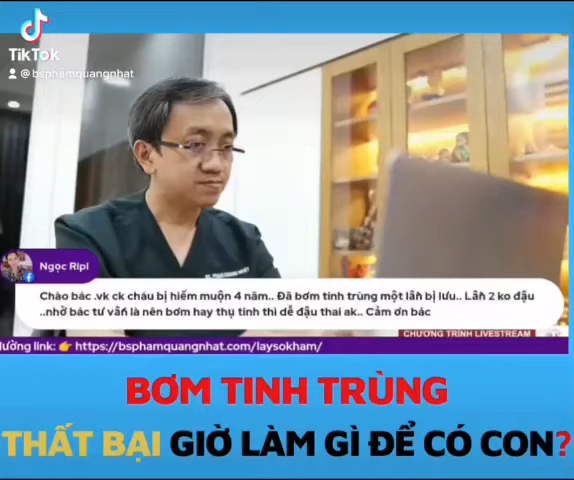 TikTok
@bsphamquangnhat
Ngọc Ripi
Chào bác .vk ck cháu bị hiếm muộn 4 năm.. Đã bơm tinh trùng một lần bị lưu.. Lần 2 ko đậu
..nhờ bác tư vấn là nên bơm hay thụ tinh thì dễ đậu thai ak.. Cảm ơn bác
CHƯƠNG TRÌNH LIVESTREAM
đường link: 👉 https://bsphamquangnhat.com/laysokham/
BƠM TINH TRÙNG
THẤT BẠI GIỜ LÀM GÌ ĐỂ CÓ CON?